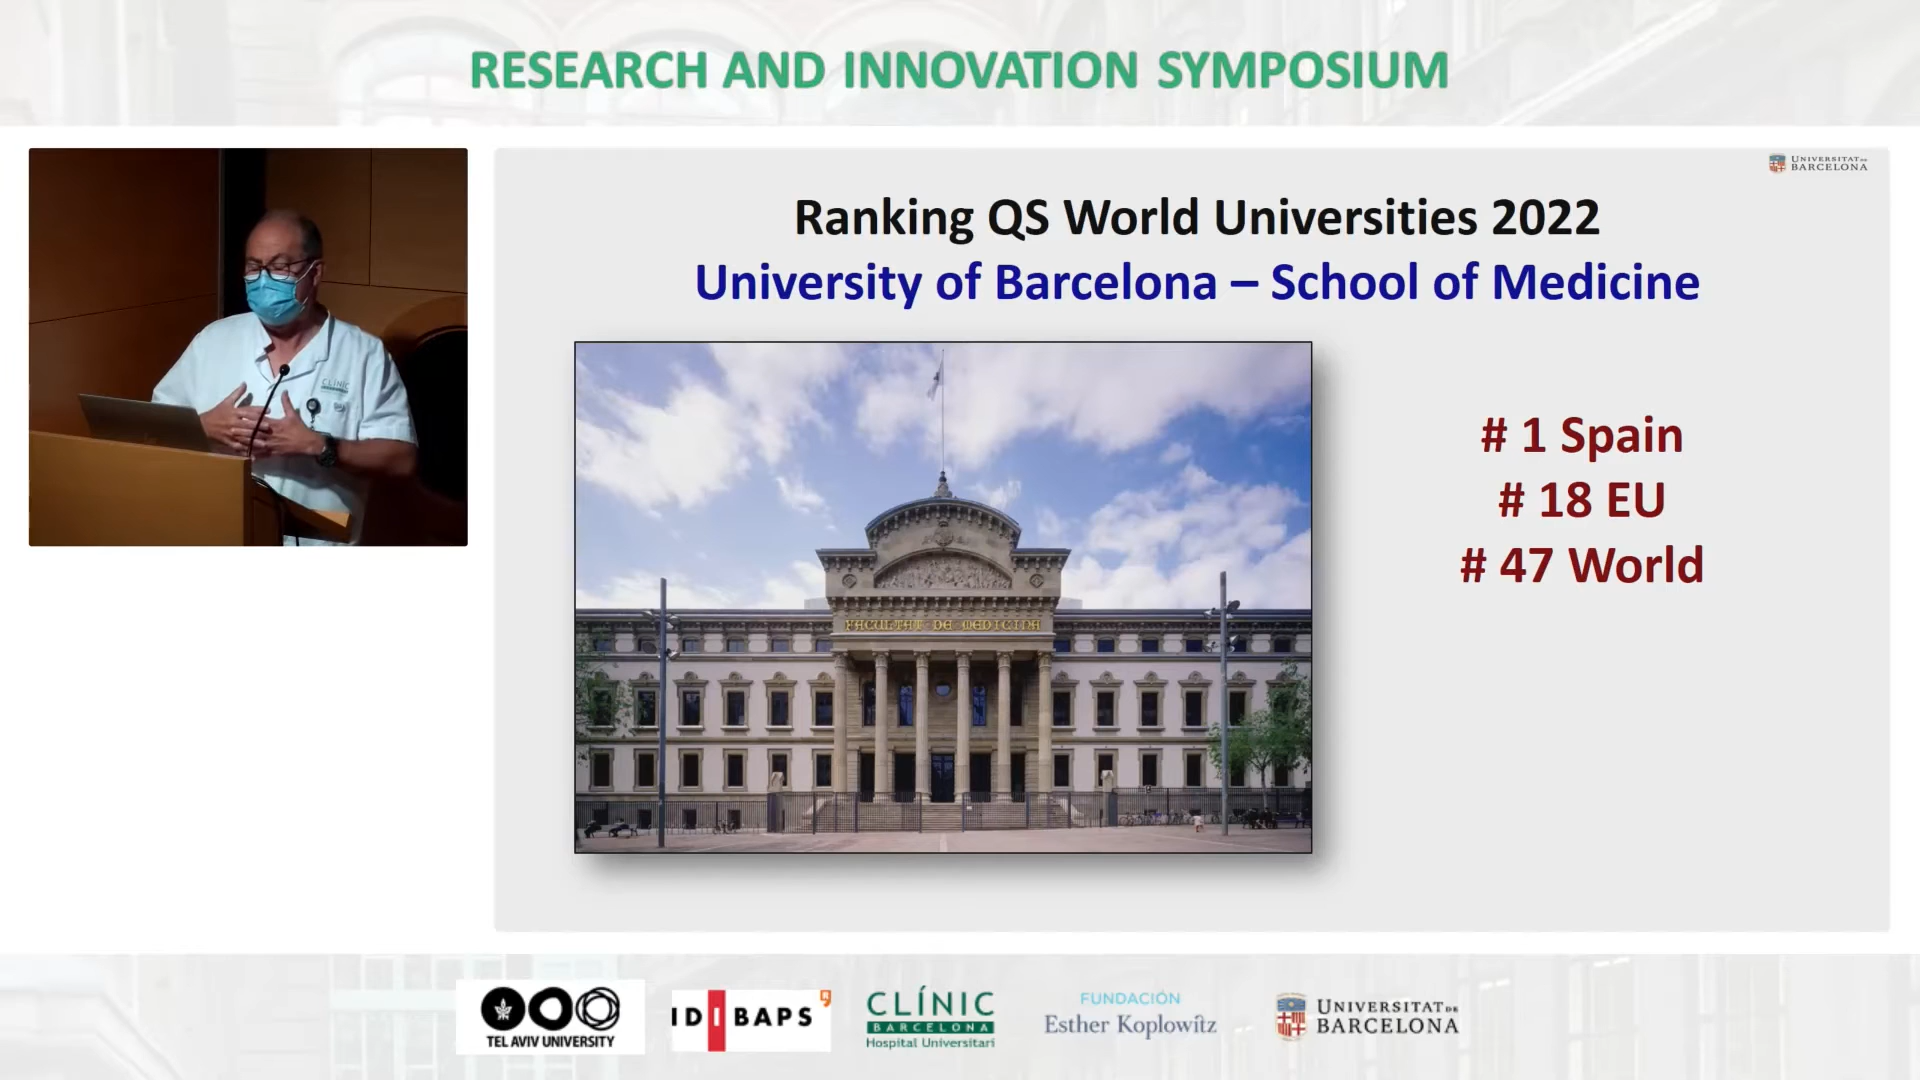 RESEARCH AND INNOVATION SYMPOSIUM
CLÍNIC
UNIVERSITAT DE
BARCELONA
Ranking QS World Universities 2022
University of Barcelona – School of Medicine
FACULTAT DE MEDICINA
# 1 Spain
# 18 EU
# 47 World
TEL AVIV UNIVERSITY
IDIBAPS
CLÍNIC
BARCELONA
Hospital Universitari
FUNDACIÓN
Esther Koplowitz
UNIVERSITAT DE
BARCELONA